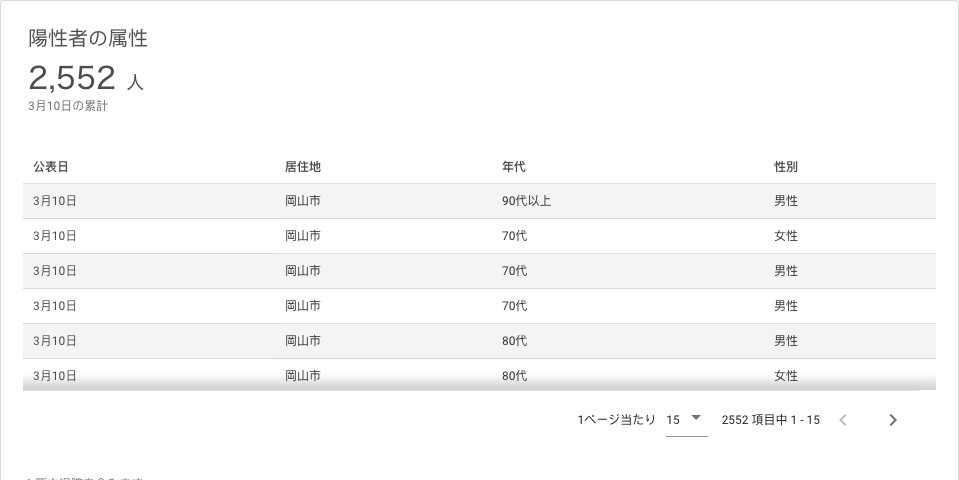 陽性者の属性
2,552 人
3月10日の累計
公表日 居住地 年代 性別
3月10日 岡山市 90代以上 男性
3月10日 岡山市 70代 女性
3月10日 岡山市 70代 男性
3月10日 岡山市 70代 男性
3月10日 岡山市 80代 男性
3月10日 岡山市 80代 女性
1ページ当たり 15 2552 項目中 1 - 15